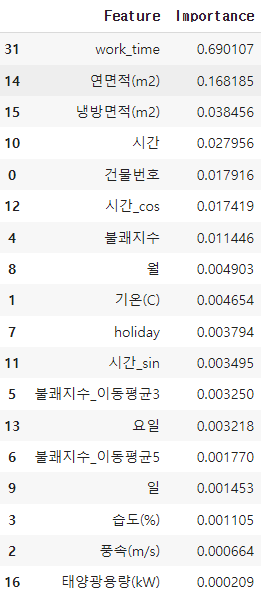 Feature Importance
31 work_time 0.690107
14 연면적(m2) 0.168185
15 냉방면적(m2) 0.038456
10 시간 0.027956
0 건물번호 0.017916
12 시간_cos 0.017419
4 불쾌지수 0.011446
8 월 0.004903
1 기온(C) 0.004654
7 holiday 0.003794
11 시간_sin 0.003495
5 불쾌지수_이동평균3 0.003250
13 요일 0.003218
6 불쾌지수_이동평균5 0.001770
9 일 0.001453
3 습도(%) 0.001105
2 풍속(m/s) 0.000664
16 태양광용량(kW) 0.000209